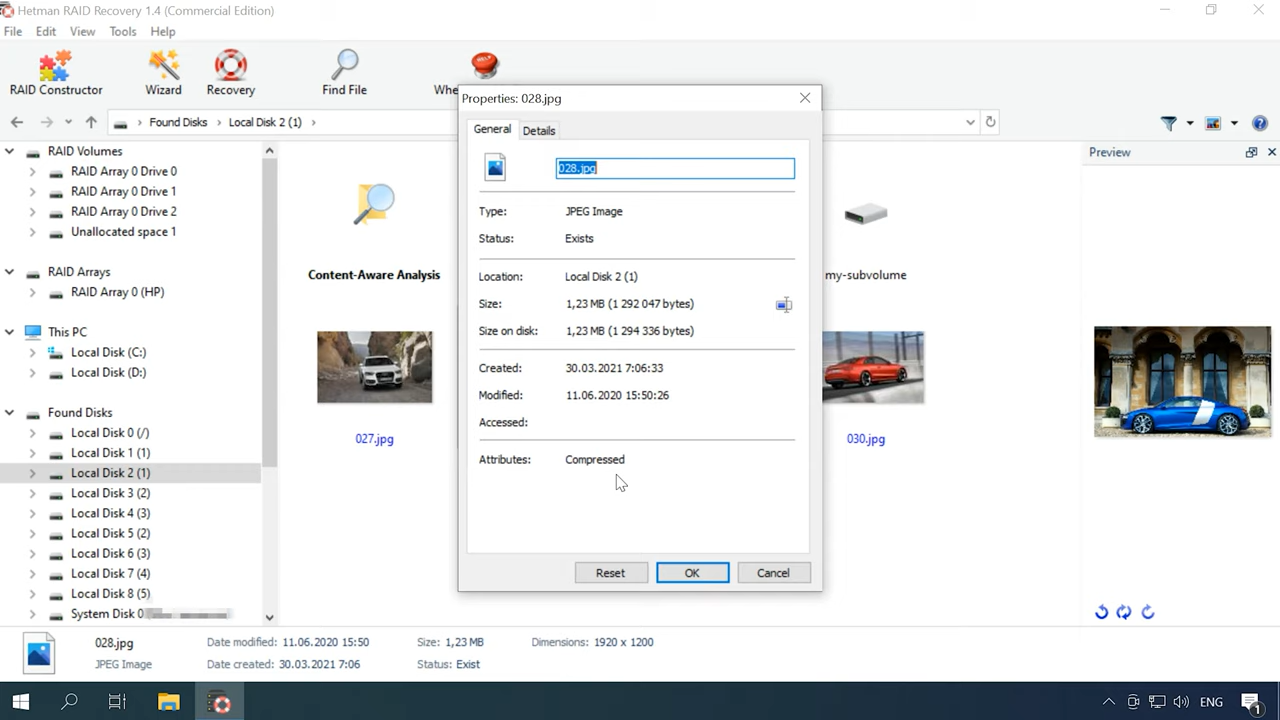 Hetman RAID Recovery 1.4 (Commercial Edition)
File Edit View Tools Help
RAID Constructor
Wizard
Recovery
Find File
HELP
Whe
Found Disks
Local Disk 2 (1)
RAID Volumes
RAID Array 0 Drive 0
RAID Array 0 Drive 1
RAID Array 0 Drive 2
Unallocated space 1
RAID Arrays
RAID Array 0 (HP)
This PC
Local Disk (C:)
Local Disk (D:)
Found Disks
Local Disk 0 (/)
Local Disk 1 (1)
Local Disk 2 (1)
Local Disk 3 (2)
Local Disk 4 (3)
Local Disk 5 (2)
Local Disk 6 (3)
Local Disk 7 (4)
Local Disk 8 (5)
System Disk 0
Content-Aware Analysis
027.jpg
my-subvolume
030.jpg
Properties: 028.jpg
General
Details
028.jpg
Type: JPEG Image
Status: Exists
Location: Local Disk 2 (1)
Size: 1,23 MB (1 292 047 bytes)
Size on disk: 1,23 MB (1 294 336 bytes)
Created: 30.03.2021 7:06:33
Modified: 11.06.2020 15:50:26
Accessed:
Attributes: Compressed
Reset
OK
Cancel
Preview
028.jpg
JPEG Image
Date modified: 11.06.2020 15:50
Date created: 30.03.2021 7:06
Size: 1,23 MB
Status: Exist
Dimensions: 1920 x 1200
ENG
1